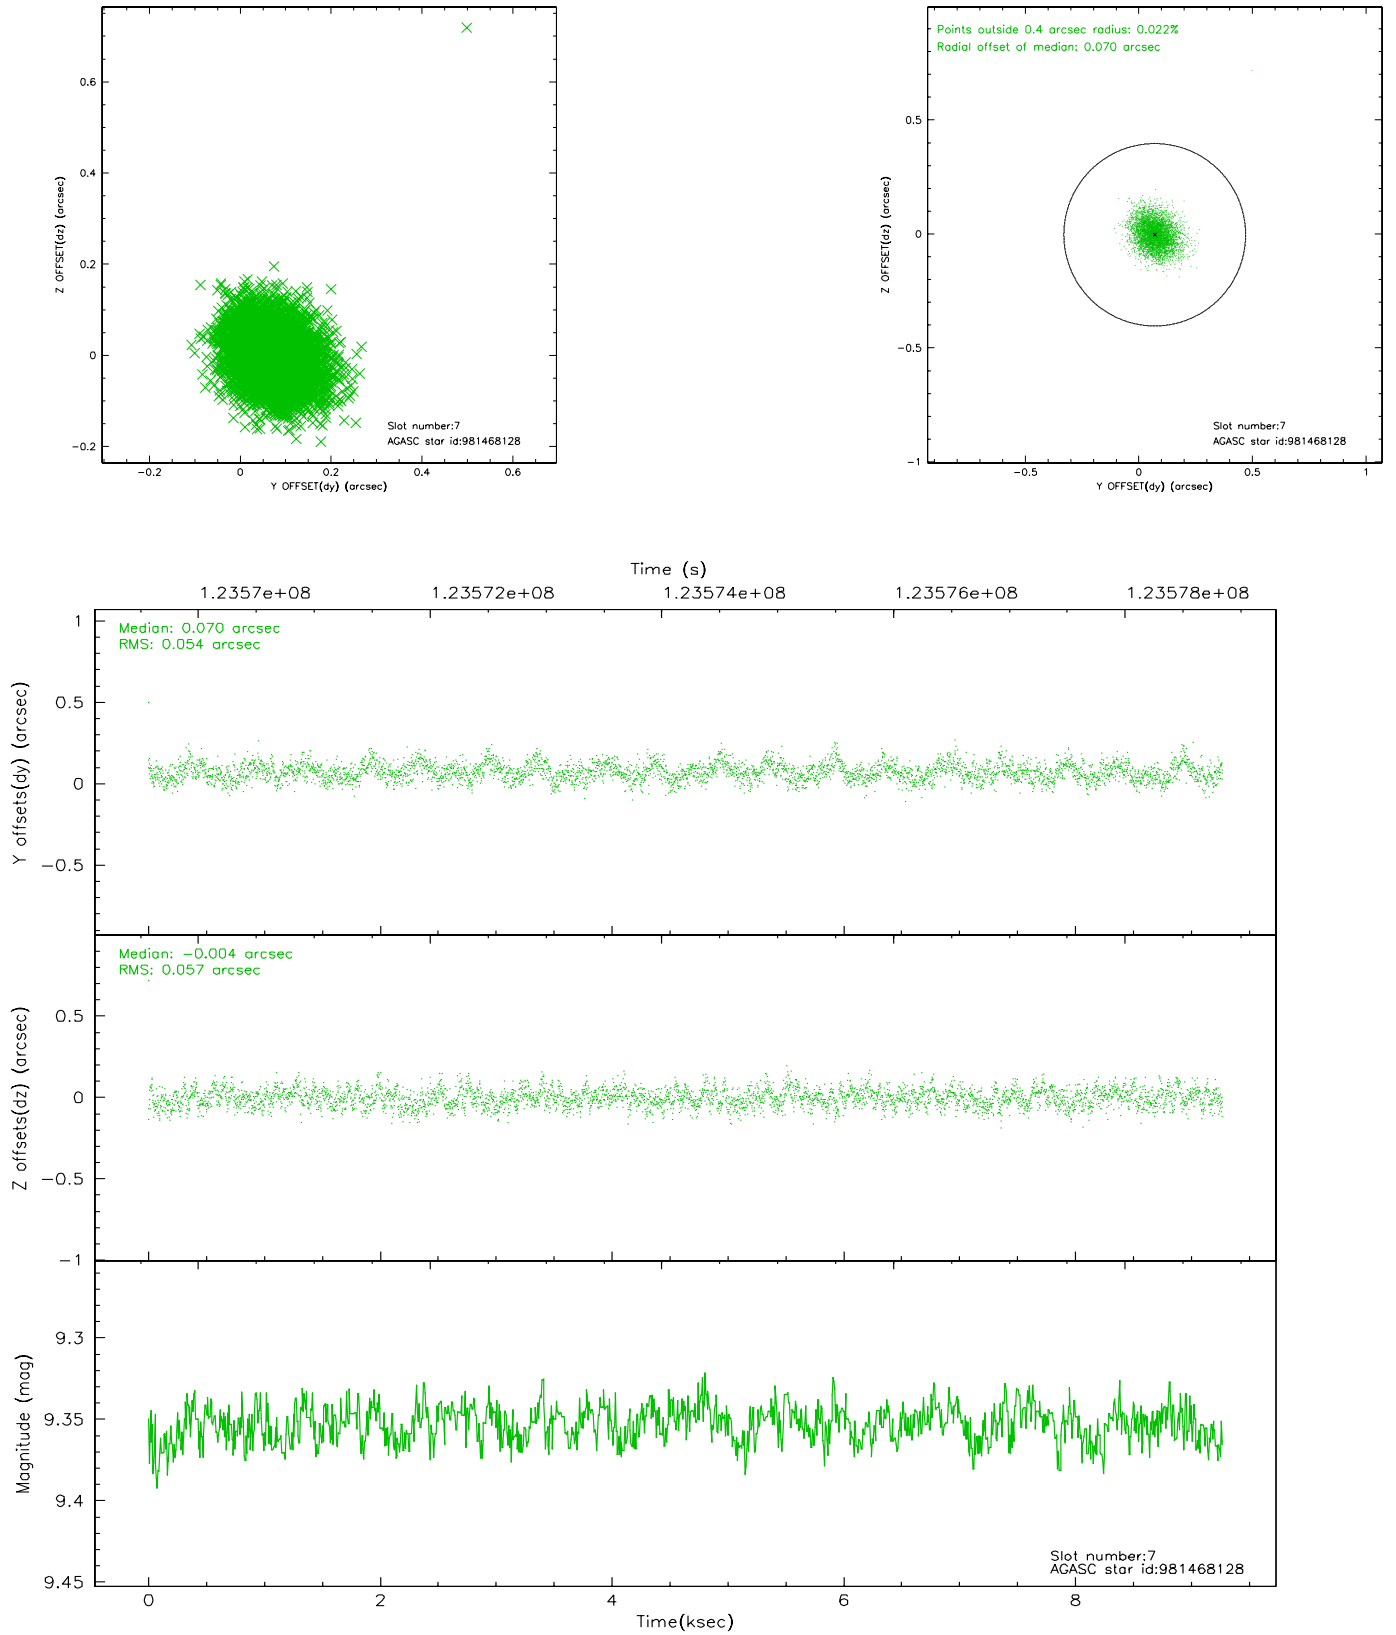 0.6
0.4
0.2
0
−0.2
Z OFFSET(dz) (arcsec)
−0.2 0 0.2 0.4 0.6
Y OFFSET(dy) (arcsec)
Slot number:7
AGASC star id:981468128
Points outside 0.4 arcsec radius: 0.022%
Radial offset of median: 0.070 arcsec
0.5
0
−0.5
−1
Z OFFSET(dz) (arcsec)
−0.5 0 0.5 1
Y OFFSET(dy) (arcsec)
Slot number:7
AGASC star id:981468128
Time (s)
1.2357e+08 1.23572e+08 1.23574e+08 1.23576e+08 1.23578e+08
Median: 0.070 arcsec
RMS: 0.054 arcsec
1
0.5
0
−0.5
Y offsets(dy) (arcsec)
Median: −0.004 arcsec
RMS: 0.057 arcsec
0.5
0
−0.5
−1
Z offsets(dz) (arcsec)
9.3
9.35
9.4
9.45
Magnitude (mag)
Slot number:7
AGASC star id:981468128
0 2 4 6 8
Time(ksec)